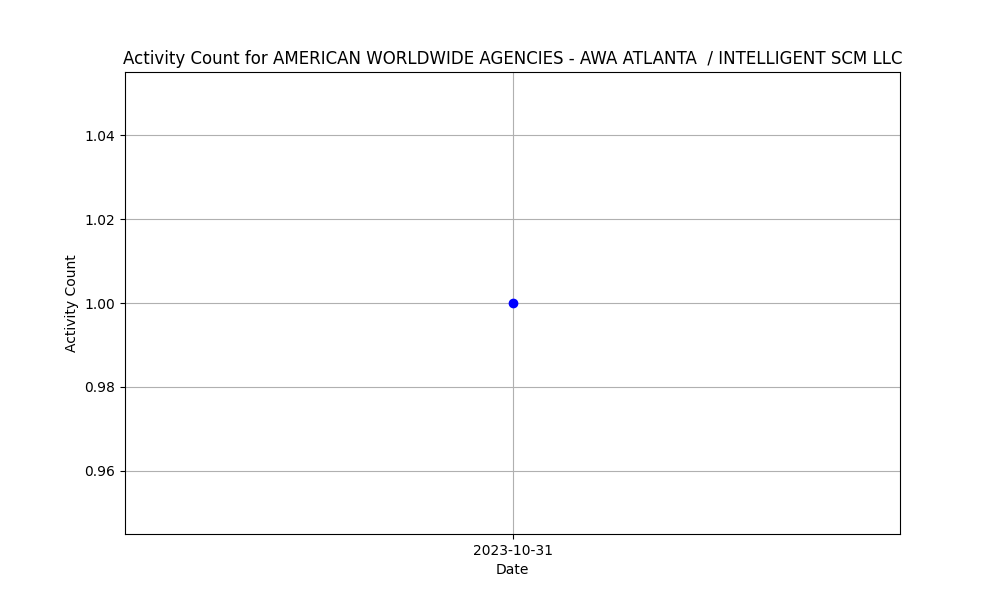 Activity Count for AMERICAN WORLDWIDE AGENCIES - AWA ATLANTA  / INTELLIGENT SCM LLC
1.04
1.02
1.00
0.98
0.96
Activity Count
2023-10-31
Date